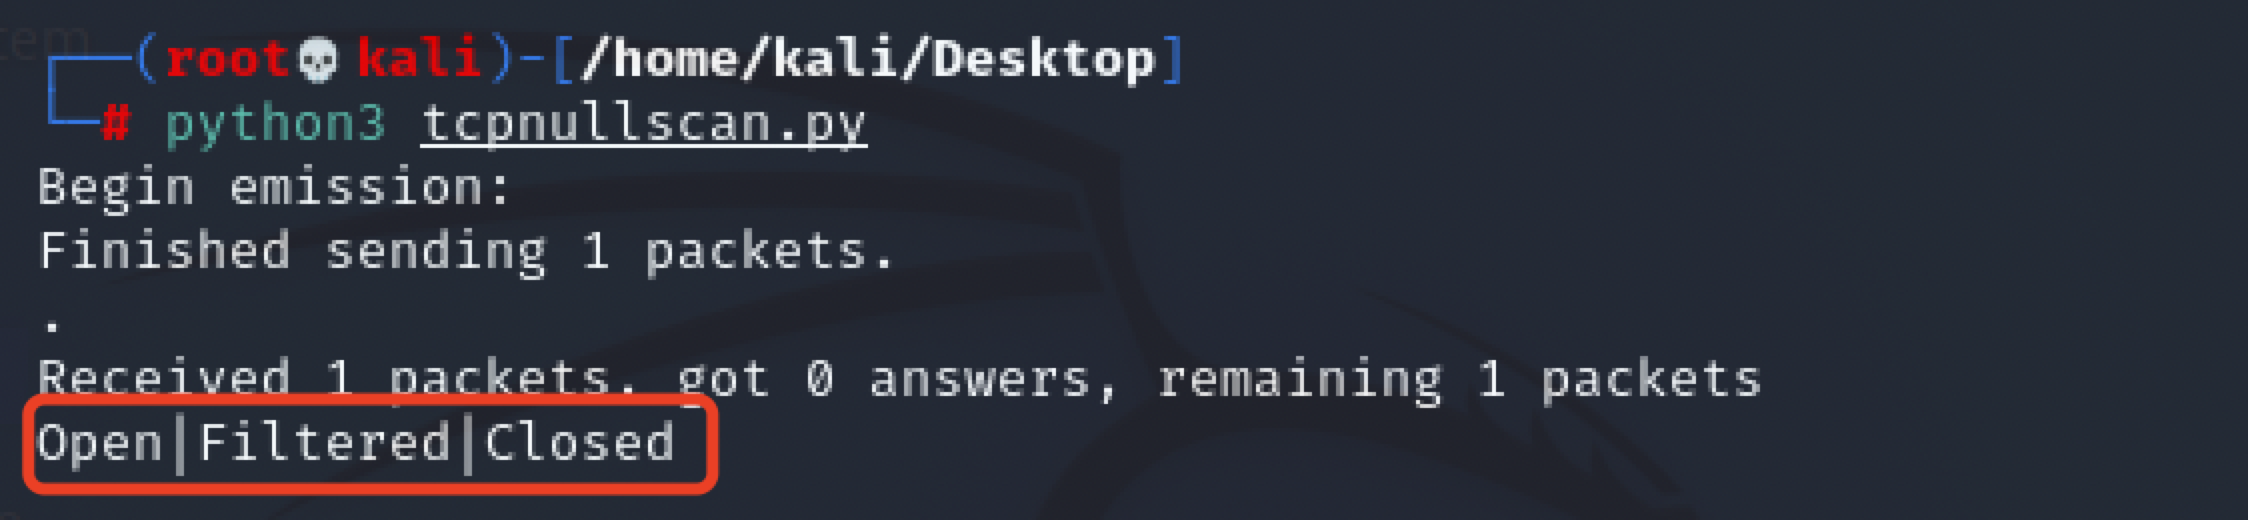 ┌──(root💀kali)-[/home/kali/Desktop]
└─# python3 tcpnullscan.py
Begin emission:
Finished sending 1 packets.
.
Received 1 packets, got 0 answers, remaining 1 packets
Open|Filtered|Closed